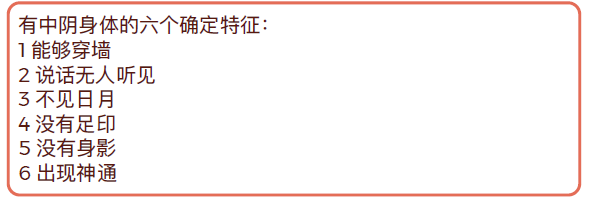 有中阴身体的六个确定特征：
1 能够穿墙
2 说话无人听见
3 不见日月
4 没有足印
5 没有身影
6 出现神通